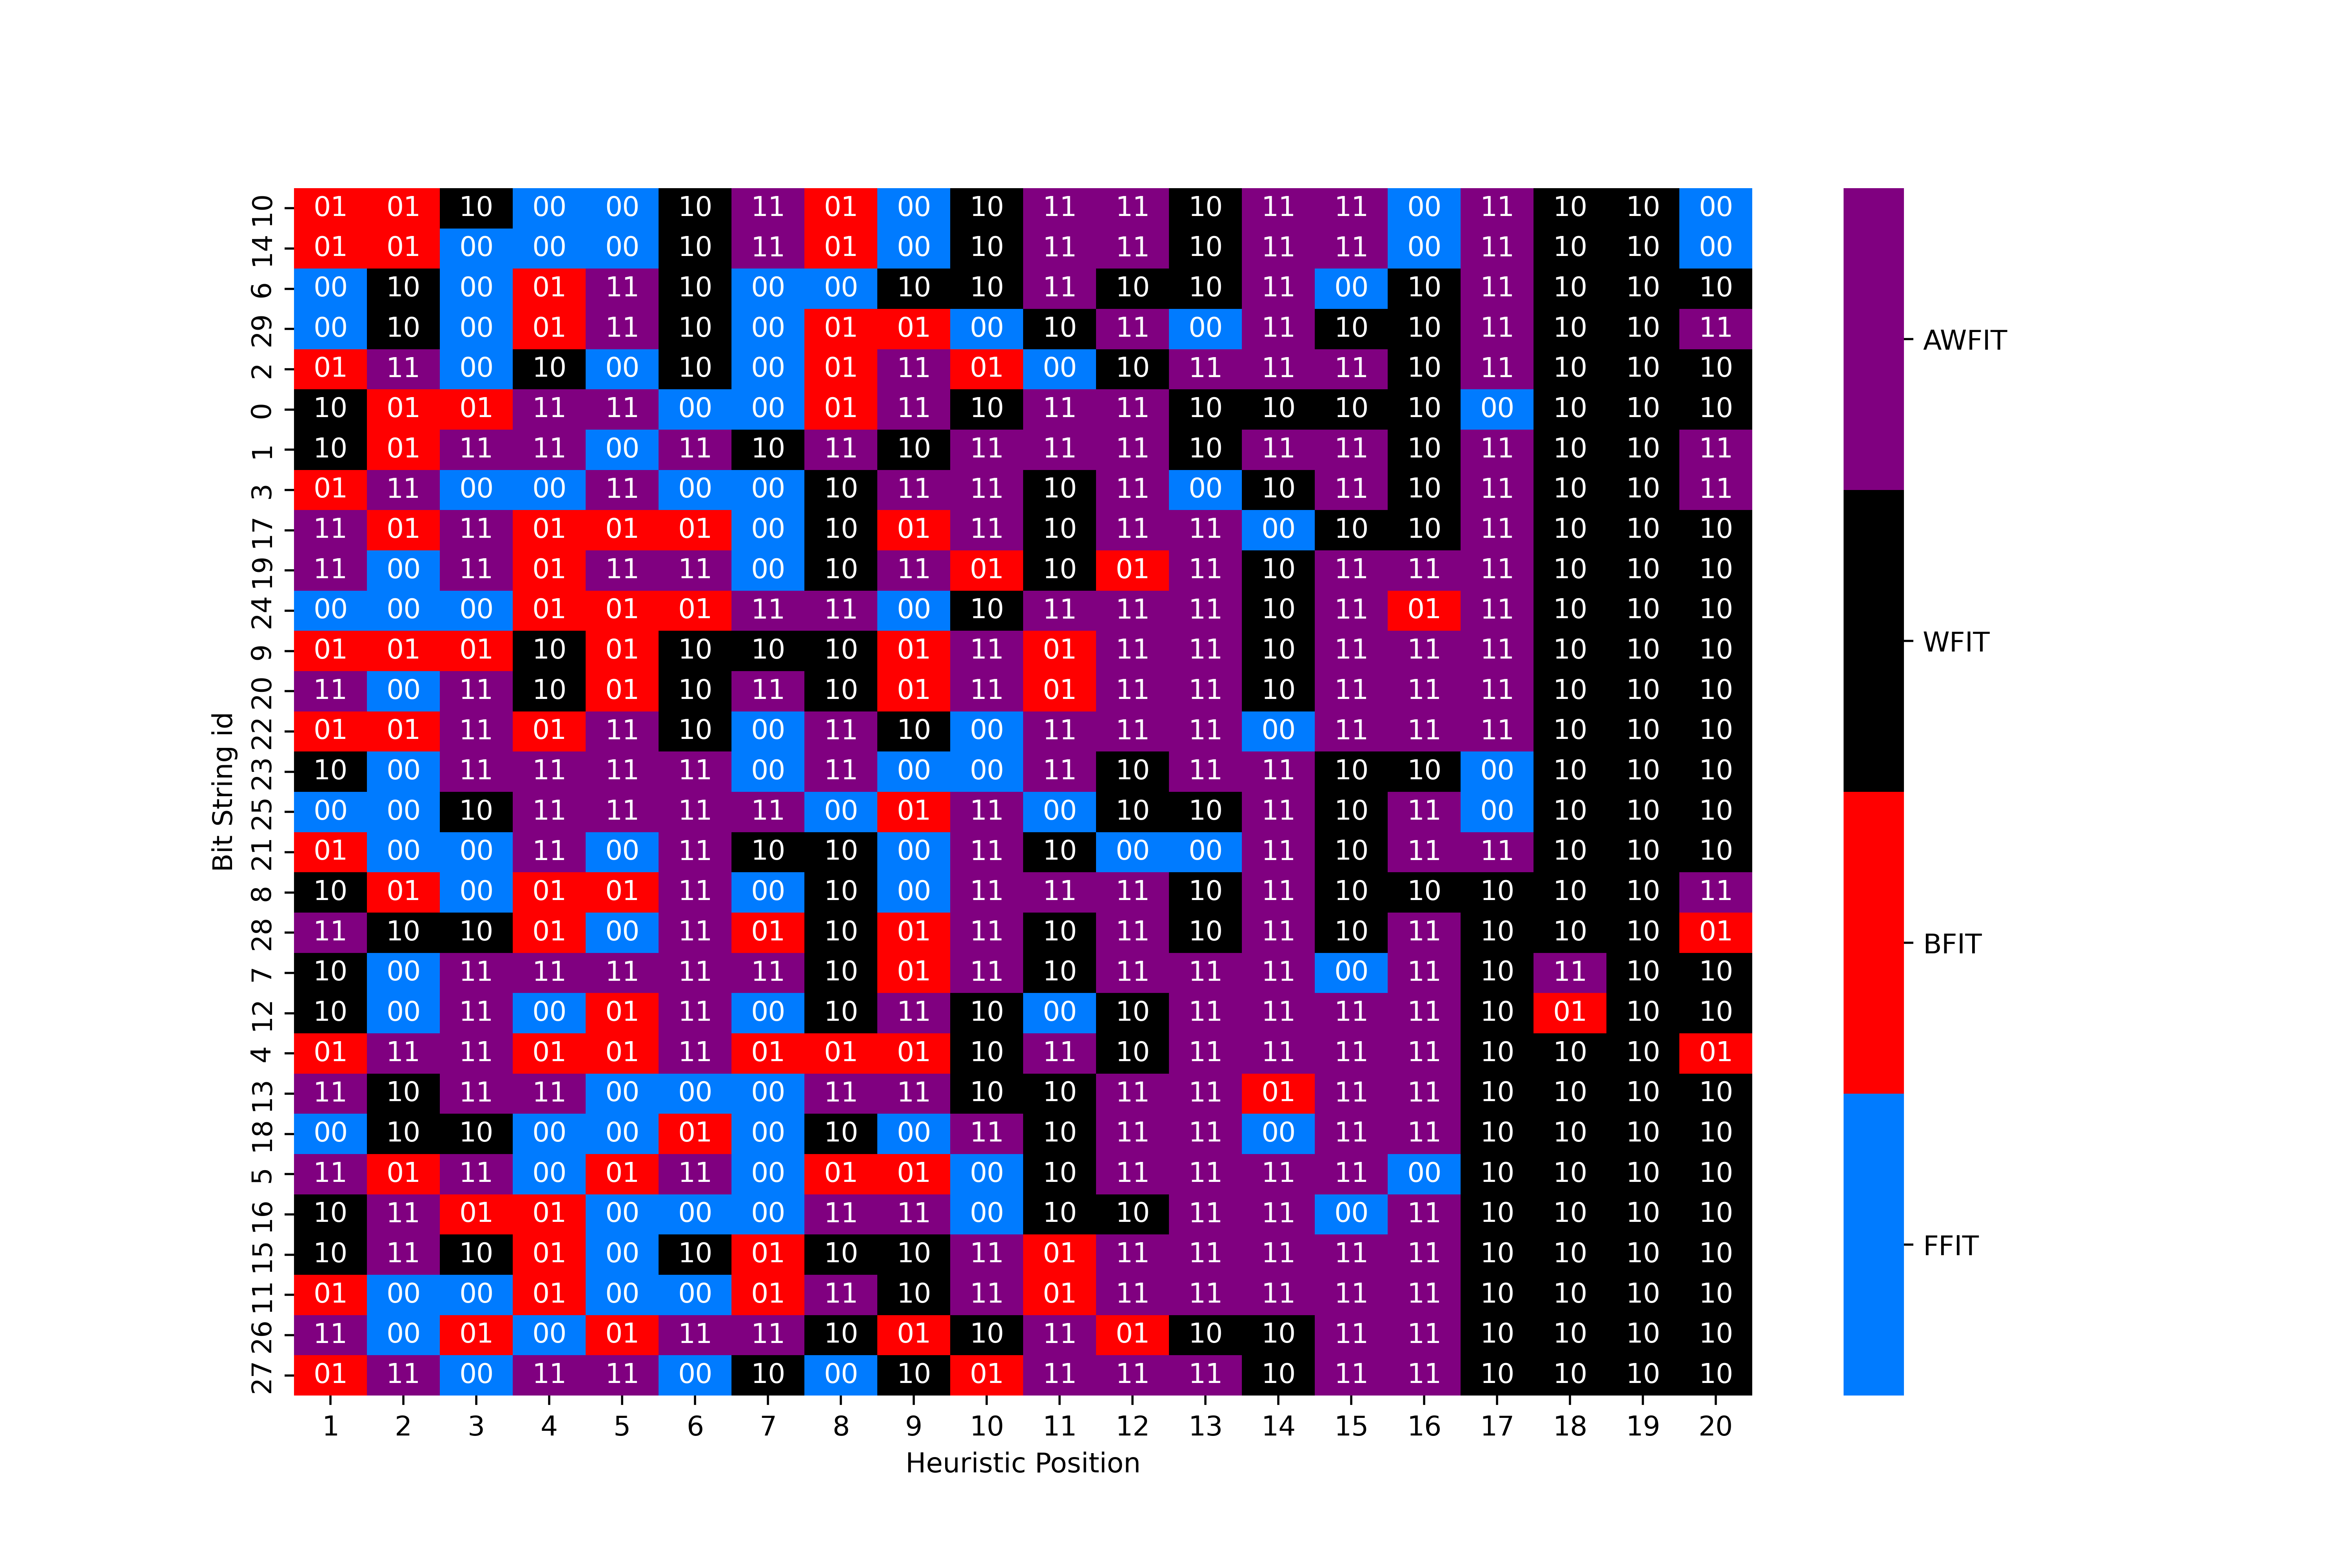 10 01 01 10 00 00 10 11 01 00 10 11 11 10 11 11 00 11 10 10 00
14 01 01 00 00 00 10 11 01 00 10 11 11 10 11 11 00 11 10 10 00
6 00 10 00 01 11 10 00 00 10 10 11 10 10 11 00 10 11 10 10 10
29 00 10 00 01 11 10 00 01 01 00 10 11 00 11 10 10 11 10 10 11
2 01 11 00 10 00 10 00 01 11 01 00 10 11 11 11 10 11 10 10 10
0 10 01 01 11 11 00 00 01 11 10 11 11 10 10 10 10 00 10 10 10
1 10 01 11 11 00 11 10 11 10 11 11 11 10 11 11 10 11 10 10 11
3 01 11 00 00 11 00 00 10 11 11 10 11 00 10 11 10 11 10 10 11
17 11 01 11 01 01 01 00 10 01 11 10 11 11 00 10 10 11 10 10 10
19 11 00 11 01 11 11 00 10 11 01 10 01 11 10 11 11 11 10 10 10
24 00 00 00 01 01 01 11 11 00 10 11 11 11 10 11 01 11 10 10 10
9 01 01 01 10 01 10 10 10 01 11 01 11 11 10 11 11 11 10 10 10
20 11 00 11 10 01 10 11 10 01 11 01 11 11 10 11 11 11 10 10 10
22 01 01 11 01 11 10 00 11 10 00 11 11 11 00 11 11 11 10 10 10
23 10 00 11 11 11 11 00 11 00 00 11 10 11 11 10 10 00 10 10 10
25 00 00 10 11 11 11 11 00 01 11 00 10 10 11 10 11 00 10 10 10
21 01 00 00 11 00 11 10 10 00 11 10 00 00 11 10 11 11 10 10 10
8 10 01 00 01 01 11 00 10 00 11 11 11 10 11 10 10 10 10 10 11
28 11 10 10 01 00 11 01 10 01 11 10 11 10 11 10 11 10 10 10 01
7 10 00 11 11 11 11 11 10 01 11 10 11 11 11 00 11 10 11 10 10
12 10 00 11 00 01 11 00 10 11 10 00 10 11 11 11 11 10 01 10 10
4 01 11 11 01 01 11 01 01 01 10 11 10 11 11 11 11 10 10 10 01
13 11 10 11 11 00 00 00 11 11 10 10 11 11 01 11 11 10 10 10 10
18 00 10 10 00 00 01 00 10 00 11 10 11 11 00 11 11 10 10 10 10
5 11 01 11 00 01 11 00 01 01 00 10 11 11 11 11 00 10 10 10 10
16 10 11 01 01 00 00 00 11 11 00 10 10 11 11 00 11 10 10 10 10
15 10 11 10 01 00 10 01 10 10 11 01 11 11 11 11 11 10 10 10 10
11 01 00 00 01 00 00 01 11 10 11 01 11 11 11 11 11 10 10 10 10
26 11 00 01 00 01 11 11 10 01 10 11 01 10 10 11 11 10 10 10 10
27 01 11 00 11 11 00 10 00 10 01 11 11 11 10 11 11 10 10 10 10
1 2 3 4 5 6 7 8 9 10 11 12 13 14 15 16 17 18 19 20
Heuristic Position
Bit String id
AWFIT
WFIT
BFIT
FFIT